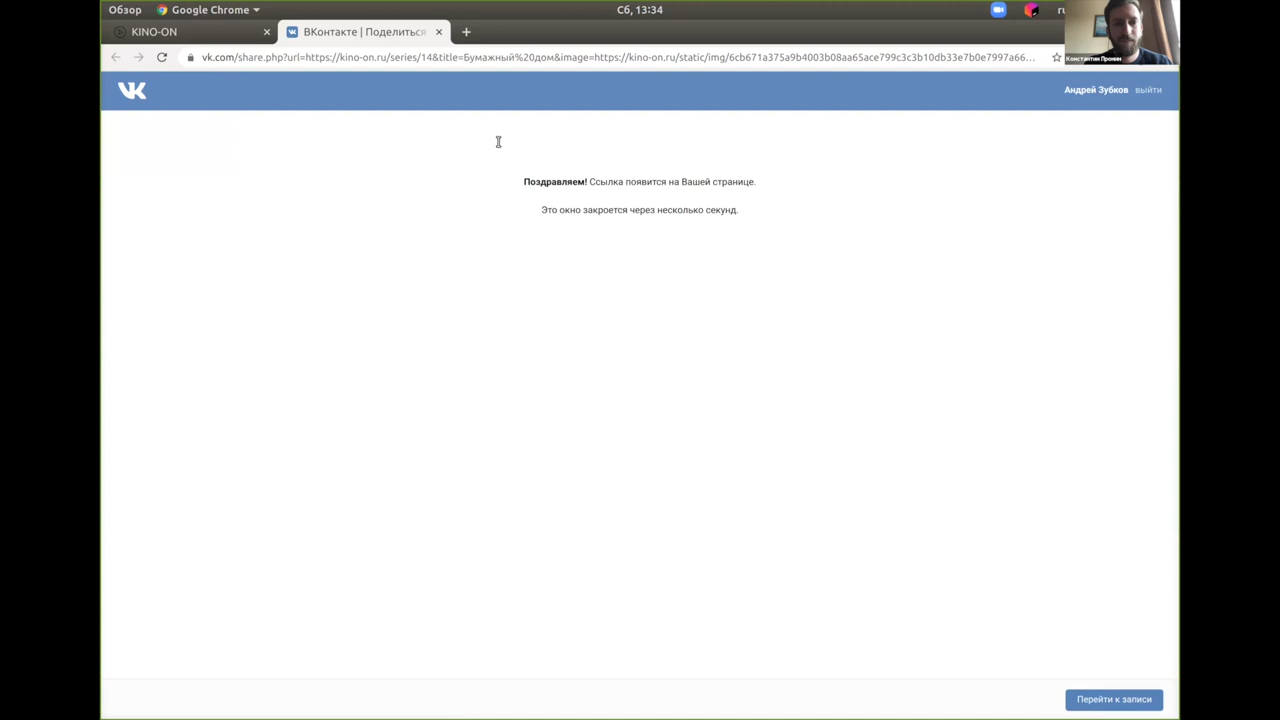 Обзор
Google Chrome
Сб, 13:34
KINO-ON
ВКонтакте | Поделиться
vk.com/share.php?url=https://kino-on.ru/series/14&title=Бумажный%20дом&image=https://kino-on.ru/static/img/6cb671a375a9b4003b08aa65ace799c3c3b10db33e7b0e7997a66...
Константин Пронин
Андрей Зубков выйти
Поздравляем! Ссылка появится на Вашей странице.
Это окно закроется через несколько секунд.
Перейти к записи